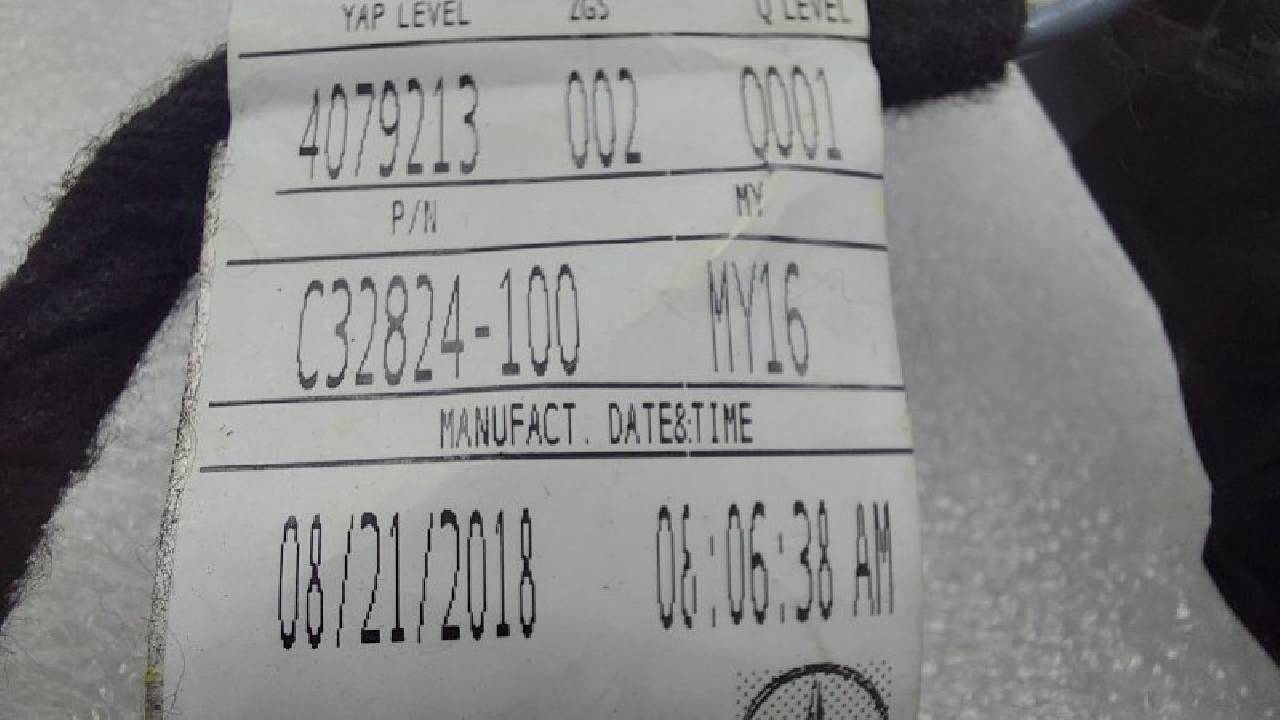 YAP LEVEL ZGS Q LEVEL
4079213 002 Q001
P/N MY
C32824-100 MY16
MANUFACT. DATE&TIME
08/21/2018 06:06:38 AM